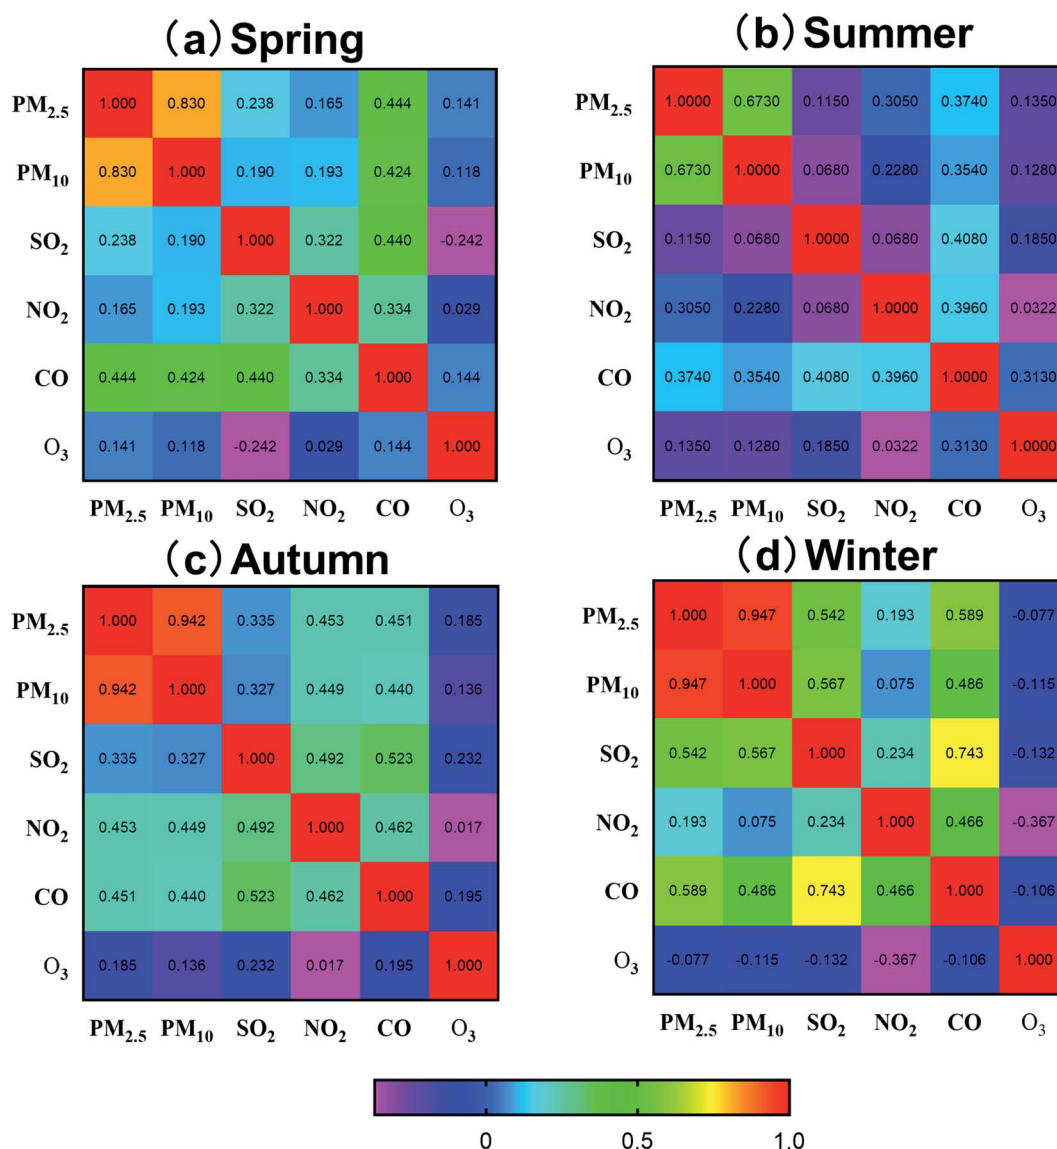 (a) Spring
PM2.5 1.000 0.830 0.238 0.165 0.444 0.141
PM10 0.830 1.000 0.190 0.193 0.424 0.118
SO2 0.238 0.190 1.000 0.322 0.440 -0.242
NO2 0.165 0.193 0.322 1.000 0.334 0.029
CO 0.444 0.424 0.440 0.334 1.000 0.144
O3 0.141 0.118 -0.242 0.029 0.144 1.000
PM2.5 PM10 SO2 NO2 CO O3
(b) Summer
PM2.5 1.0000 0.6730 0.1150 0.3050 0.3740 0.1350
PM10 0.6730 1.0000 0.0680 0.2280 0.3540 0.1280
SO2 0.1150 0.0680 1.0000 0.0680 0.4080 0.1850
NO2 0.3050 0.2280 0.0680 1.0000 0.3960 0.0322
CO 0.3740 0.3540 0.4080 0.3960 1.0000 0.3130
O3 0.1350 0.1280 0.1850 0.0322 0.3130 1.0000
PM2.5 PM10 SO2 NO2 CO O3
(c) Autumn
PM2.5 1.000 0.942 0.335 0.453 0.451 0.185
PM10 0.942 1.000 0.327 0.449 0.440 0.136
SO2 0.335 0.327 1.000 0.492 0.523 0.232
NO2 0.453 0.449 0.492 1.000 0.462 0.017
CO 0.451 0.440 0.523 0.462 1.000 0.195
O3 0.185 0.136 0.232 0.017 0.195 1.000
PM2.5 PM10 SO2 NO2 CO O3
(d) Winter
PM2.5 1.000 0.947 0.542 0.193 0.589 -0.077
PM10 0.947 1.000 0.567 0.075 0.486 -0.115
SO2 0.542 0.567 1.000 0.234 0.743 -0.132
NO2 0.193 0.075 0.234 1.000 0.466 -0.367
CO 0.589 0.486 0.743 0.466 1.000 -0.106
O3 -0.077 -0.115 -0.132 -0.367 -0.106 1.000
PM2.5 PM10 SO2 NO2 CO O3
0 0.5 1.0